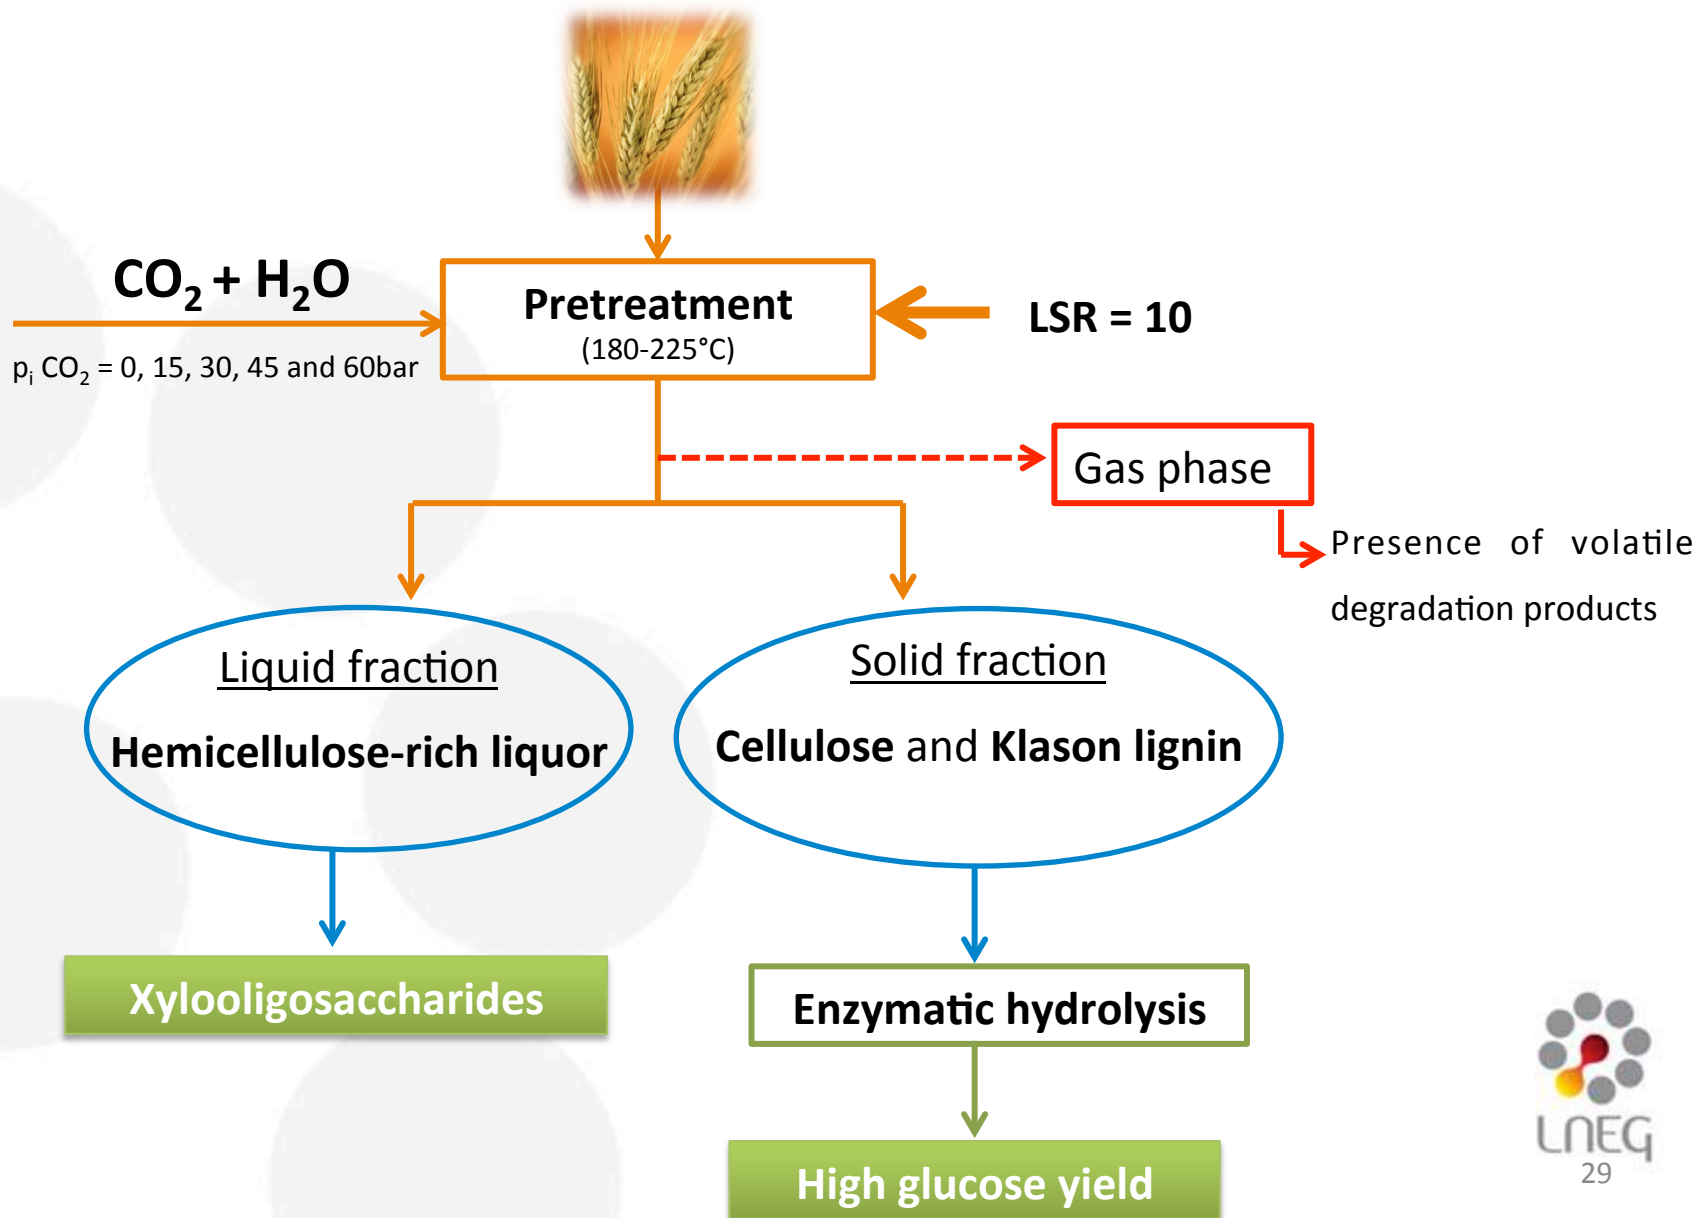 CO₂ + H₂O
pᵢ CO₂ = 0, 15, 30, 45 and 60bar
Pretreatment
(180-225°C)
LSR = 10
Gas phase
Presence of volatile
degradation products
Liquid fraction
Hemicellulose-rich liquor
Solid fraction
Cellulose and Klason lignin
Xylooligosaccharides
Enzymatic hydrolysis
High glucose yield
LNEG
29